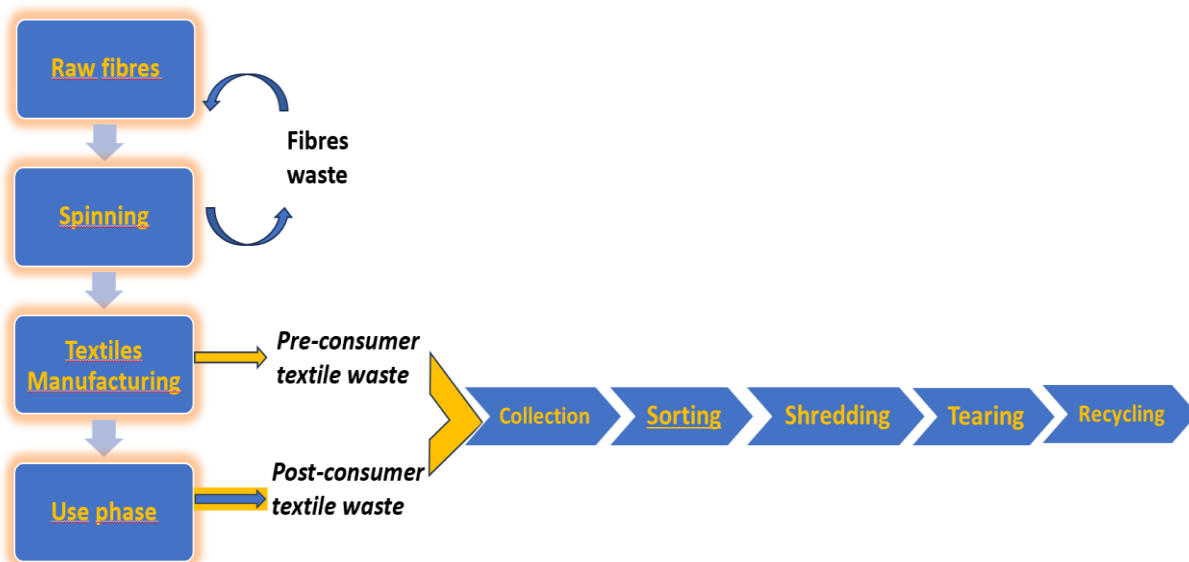 Raw fibres
Fibres
waste
Spinning
Textiles
Manufacturing
Pre-consumer
textile waste
Collection
Sorting
Shredding
Tearing
Recycling
Use phase
Post-consumer
textile waste